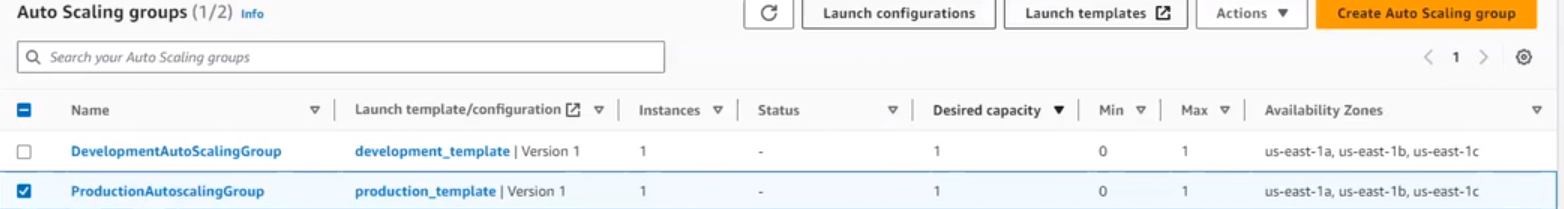 Auto Scaling groups (1/2) Info
Launch configurations
Launch templates
Actions
Create Auto Scaling group
Search your Auto Scaling groups
1
Name Launch template/configuration Instances Status Desired capacity Min Max Availability Zones
DevelopmentAutoScalingGroup development_template | Version 1 1 - 1 0 1 us-east-1a, us-east-1b, us-east-1c
ProductionAutoscalingGroup production_template | Version 1 1 - 1 0 1 us-east-1a, us-east-1b, us-east-1c